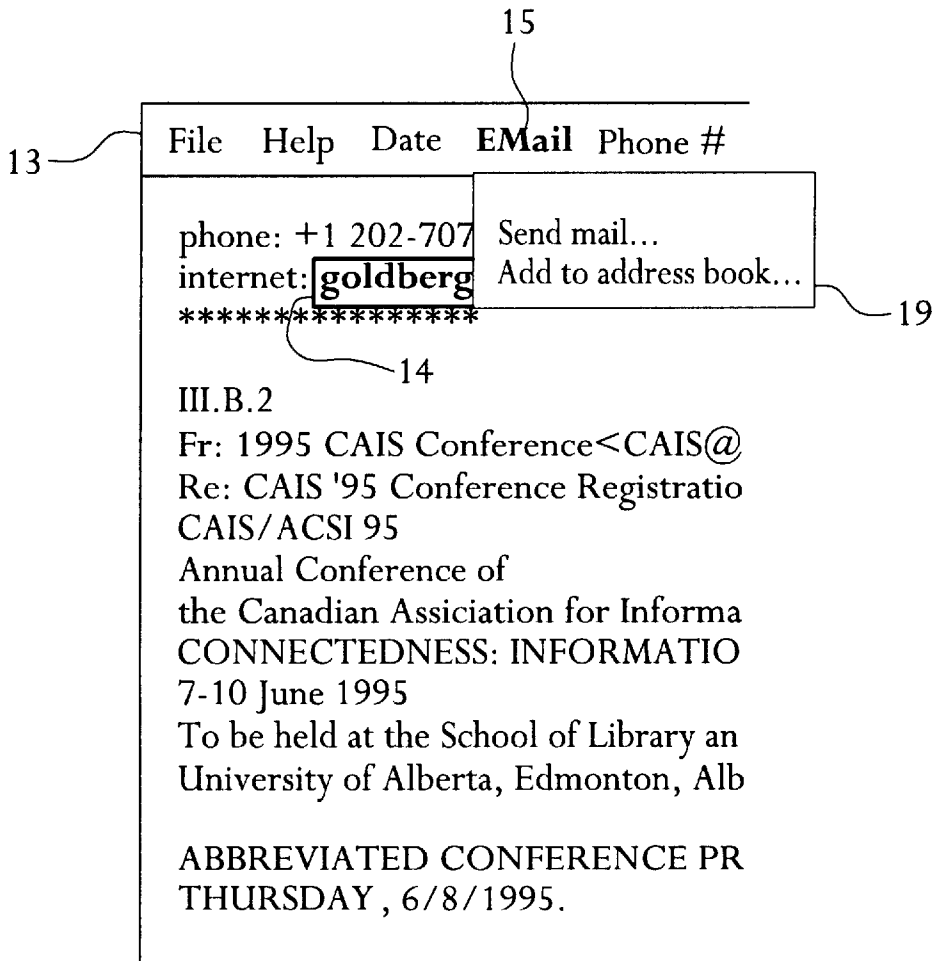 15
13
File Help Date EMail Phone #
phone: +1 202-707
Send mail...
internet: goldberg
Add to address book...
****************
19
14
III.B.2
Fr: 1995 CAIS Conference<CAIS@
Re: CAIS '95 Conference Registratio
CAIS/ACSI 95
Annual Conference of
the Canadian Assiciation for Informa
CONNECTEDNESS: INFORMATIO
7-10 June 1995
To be held at the School of Library an
University of Alberta, Edmonton, Alb
ABBREVIATED CONFERENCE PR
THURSDAY, 6/8/1995.